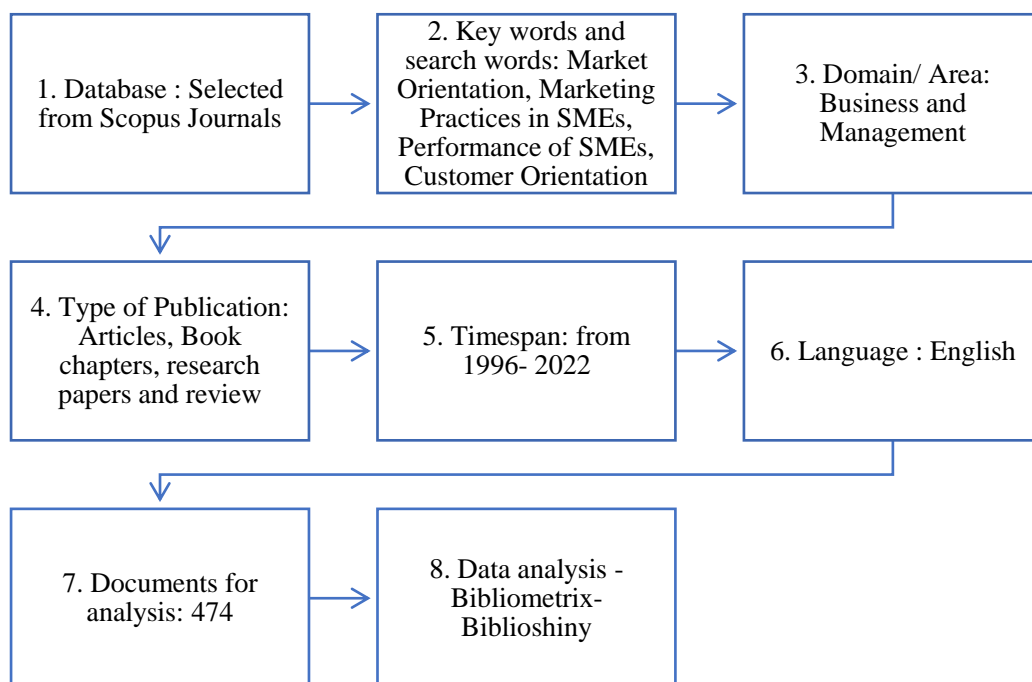 1. Database : Selected
from Scopus Journals
2. Key words and
search words: Market
Orientation, Marketing
Practices in SMEs,
Performance of SMEs,
Customer Orientation
3. Domain/ Area:
Business and
Management
4. Type of Publication:
Articles, Book
chapters, research
papers and review
5. Timespan: from
1996- 2022
6. Language : English
7. Documents for
analysis: 474
8. Data analysis -
Bibliometrix-
Biblioshiny